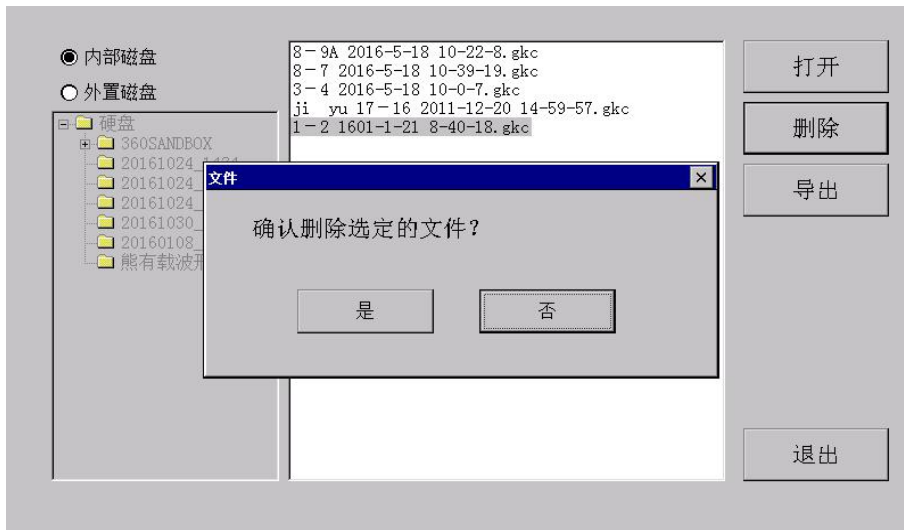 内部磁盘
外置磁盘
硬盘
360SANDBOX
20161024_1434
20161024_
20161024_
20161030_
20160108_
熊有载波形
8－9A 2016-5-18 10-22-8.gkc
8－7 2016-5-18 10-39-19.gkc
3－4 2016-5-18 10-0-7.gkc
ji yu 17－16 2011-12-20 14-59-57.gkc
1－2 1601-1-21 8-40-18.gkc
文件
确认删除选定的文件？
是
否
打开
删除
导出
退出